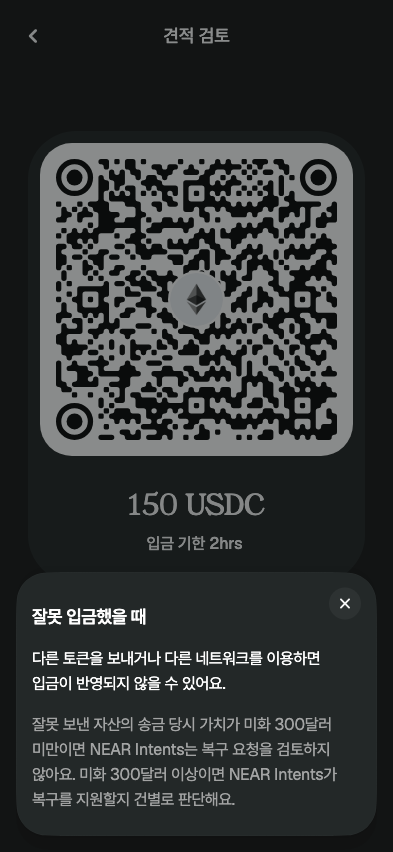 견적 검토
150 USDC
입금 기한 2hrs
잘못 입금했을 때
다른 토큰을 보내거나 다른 네트워크를 이용하면
입금이 반영되지 않을 수 있어요.
잘못 보낸 자산의 송금 당시 가치가 미화 300달러
미만이면 NEAR Intents는 복구 요청을 검토하지
않아요. 미화 300달러 이상이면 NEAR Intents가
복구를 지원할지 건별로 판단해요.